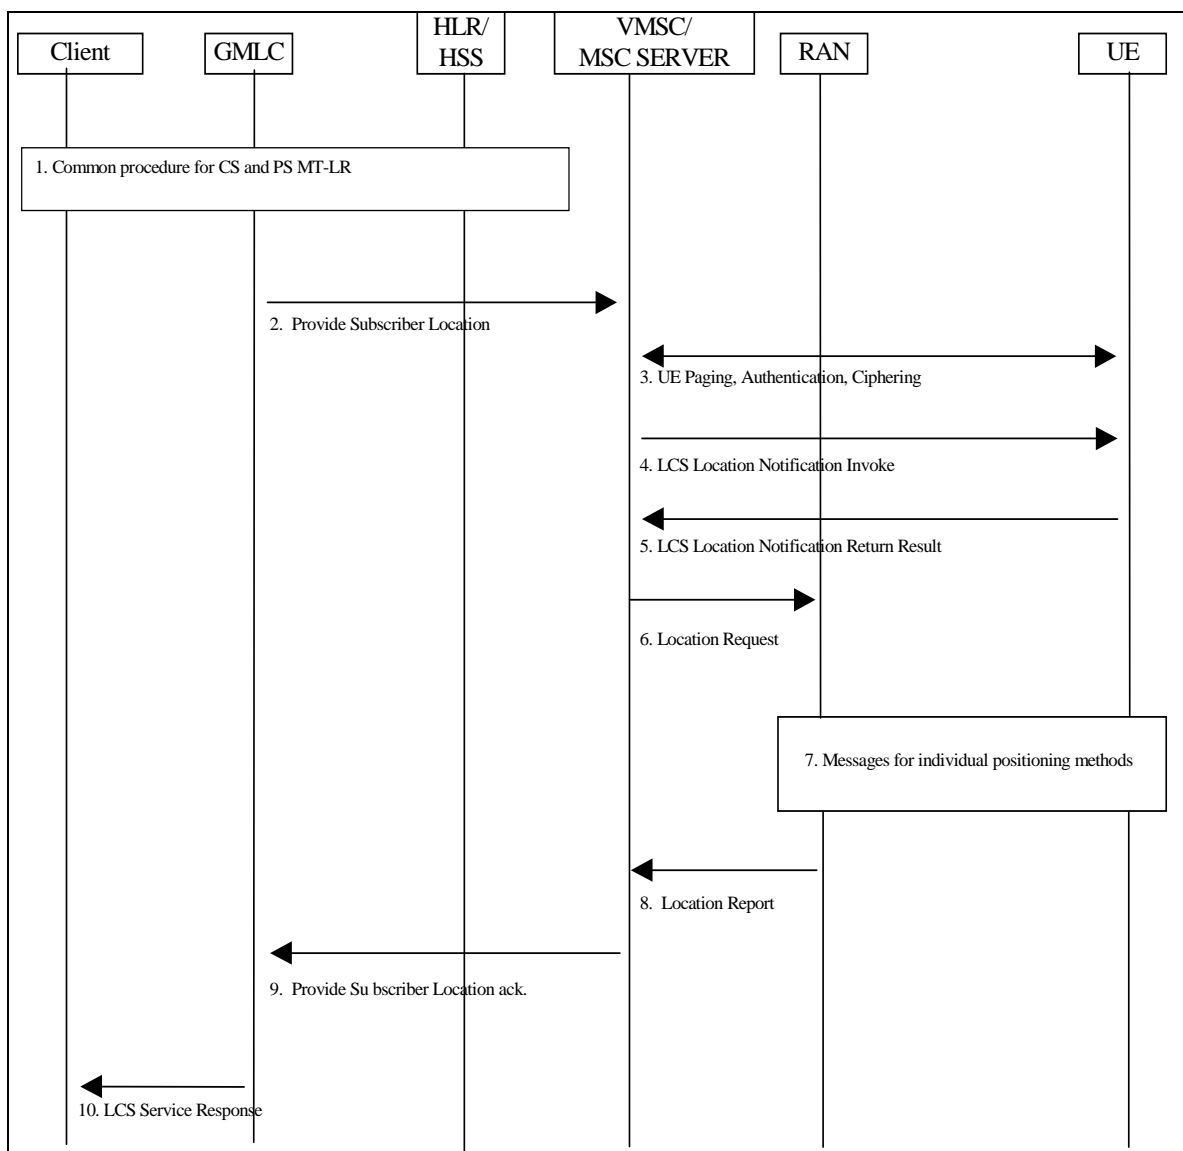 Client
GMLC
HLR/
HSS
VMSC/
MSC SERVER
RAN
UE
1. Common procedure for CS and PS MT-LR
2. Provide Subscriber Location
3. UE Paging, Authentication, Ciphering
4. LCS Location Notification Invoke
5. LCS Location Notification Return Result
6. Location Request
7. Messages for individual positioning methods
8. Location Report
9. Provide Su bscriber Location ack.
10. LCS Service Response